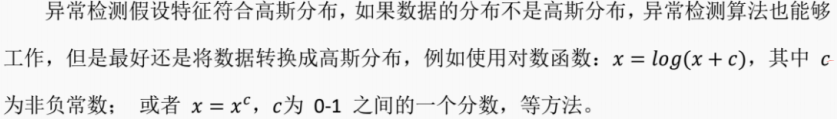 异常检测假设特征符合高斯分布，如果数据的分布不是高斯分布，异常检测算法也能够
工作，但是最好还是将数据转换成高斯分布，例如使用对数函数：x = log(x + c)，其中 c
为非负常数； 或者 x = x^c，c为 0-1 之间的一个分数，等方法。